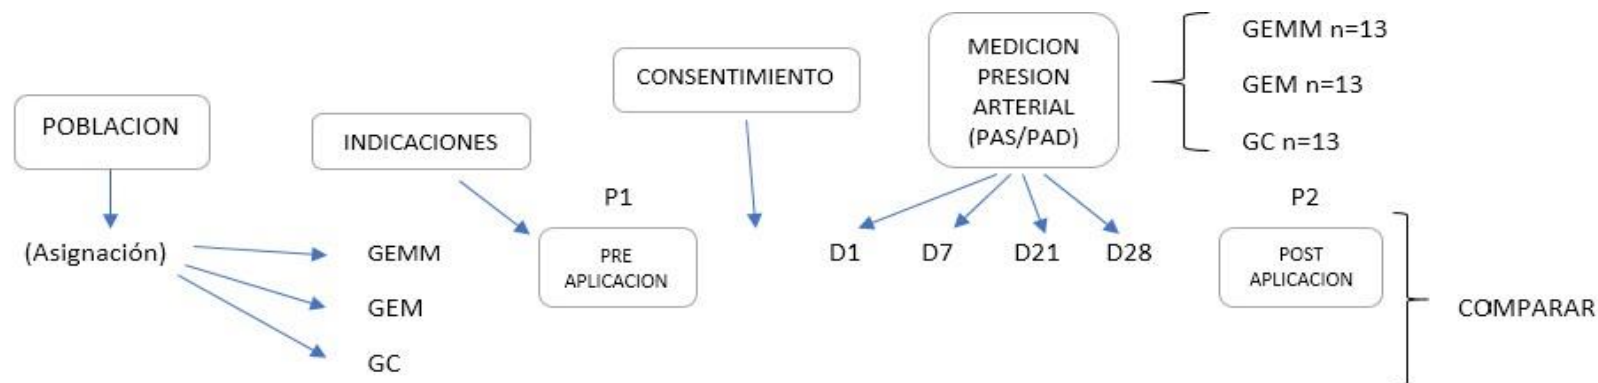 POBLACION
(Asignación)
GEMM
GEM
GC
INDICACIONES
P1
PRE
APLICACION
CONSENTIMIENTO
MEDICION
PRESION
ARTERIAL
(PAS/PAD)
D1
D7
D21
D28
GEMM n=13
GEM n=13
GC n=13
P2
POST
APLICACION
COMPARAR